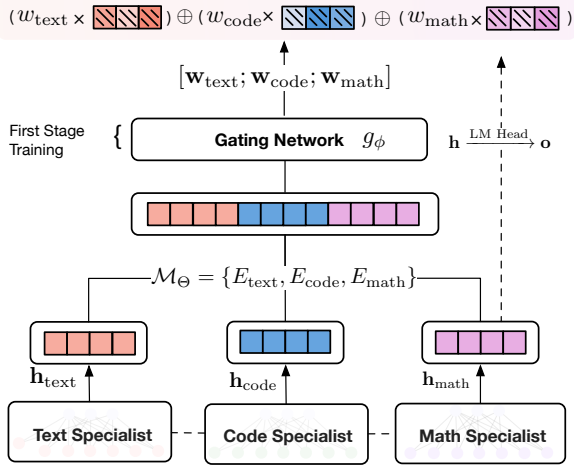 (w_text × ) ⊕ (w_code × ) ⊕ (w_math × )
[w_text; w_code; w_math]
First Stage
Training
{
Gating Network g_ϕ
h LM Head → o
M_Θ = {E_text, E_code, E_math}
h_text
h_code
h_math
Text Specialist
Code Specialist
Math Specialist